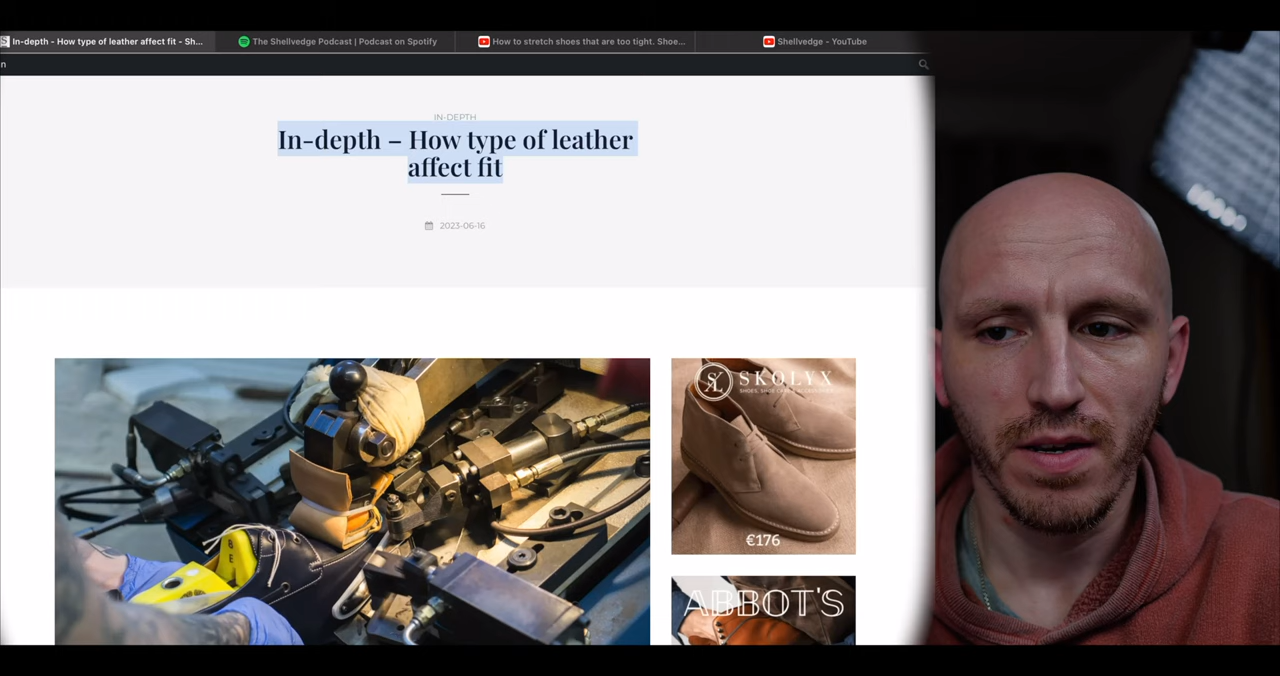 In-depth - How type of leather affect fit - Sh...
The Shellvedge Podcast | Podcast on Spotify
How to stretch shoes that are too tight. Shoe...
Shellvedge - YouTube
n
IN-DEPTH
In-depth – How type of leather
affect fit
2023-06-16
SKOLYX
€176
ABBOT'S
B
E